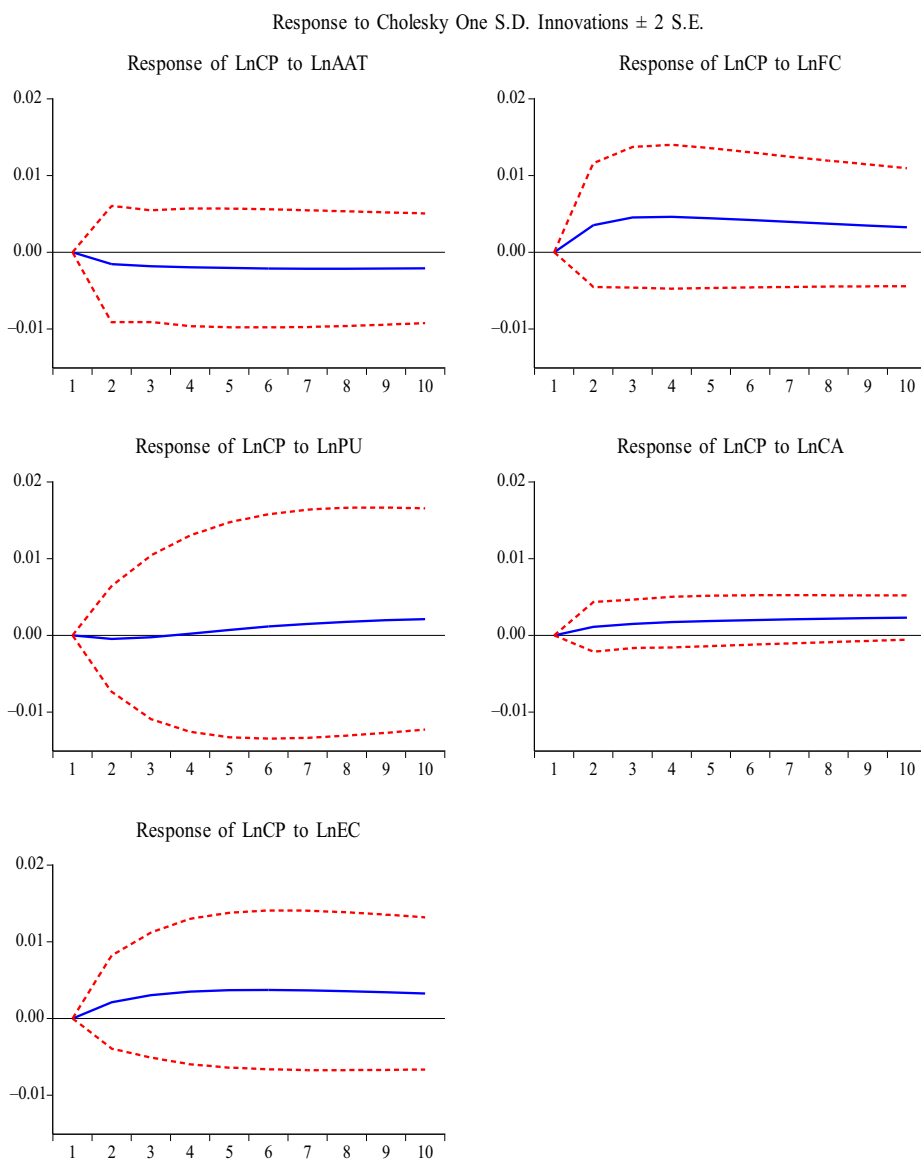 Response to Cholesky One S.D. Innovations ± 2 S.E.
Response of LnCP to LnAAT
0.02
0.01
0.00
−0.01
1 2 3 4 5 6 7 8 9 10
Response of LnCP to LnFC
0.02
0.01
0.00
−0.01
1 2 3 4 5 6 7 8 9 10
Response of LnCP to LnPU
0.02
0.01
0.00
−0.01
1 2 3 4 5 6 7 8 9 10
Response of LnCP to LnCA
0.02
0.01
0.00
−0.01
1 2 3 4 5 6 7 8 9 10
Response of LnCP to LnEC
0.02
0.01
0.00
−0.01
1 2 3 4 5 6 7 8 9 10